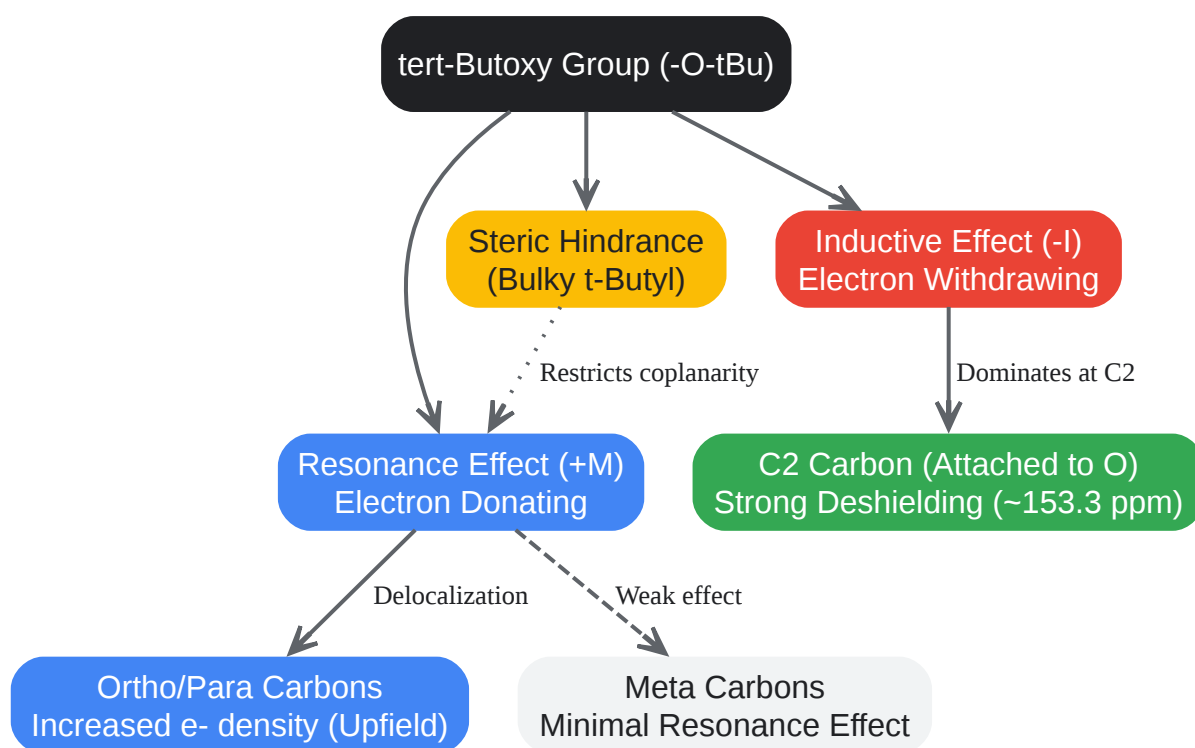 tert-Butoxy Group (-O-tBu)
Steric Hindrance
(Bulky t-Butyl)
Inductive Effect (-I)
Electron Withdrawing
Restricts coplanarity
Dominates at C2
Resonance Effect (+M)
Electron Donating
C2 Carbon (Attached to O)
Strong Deshielding (~153.3 ppm)
Delocalization
Weak effect
Ortho/Para Carbons
Increased e- density (Upfield)
Meta Carbons
Minimal Resonance Effect